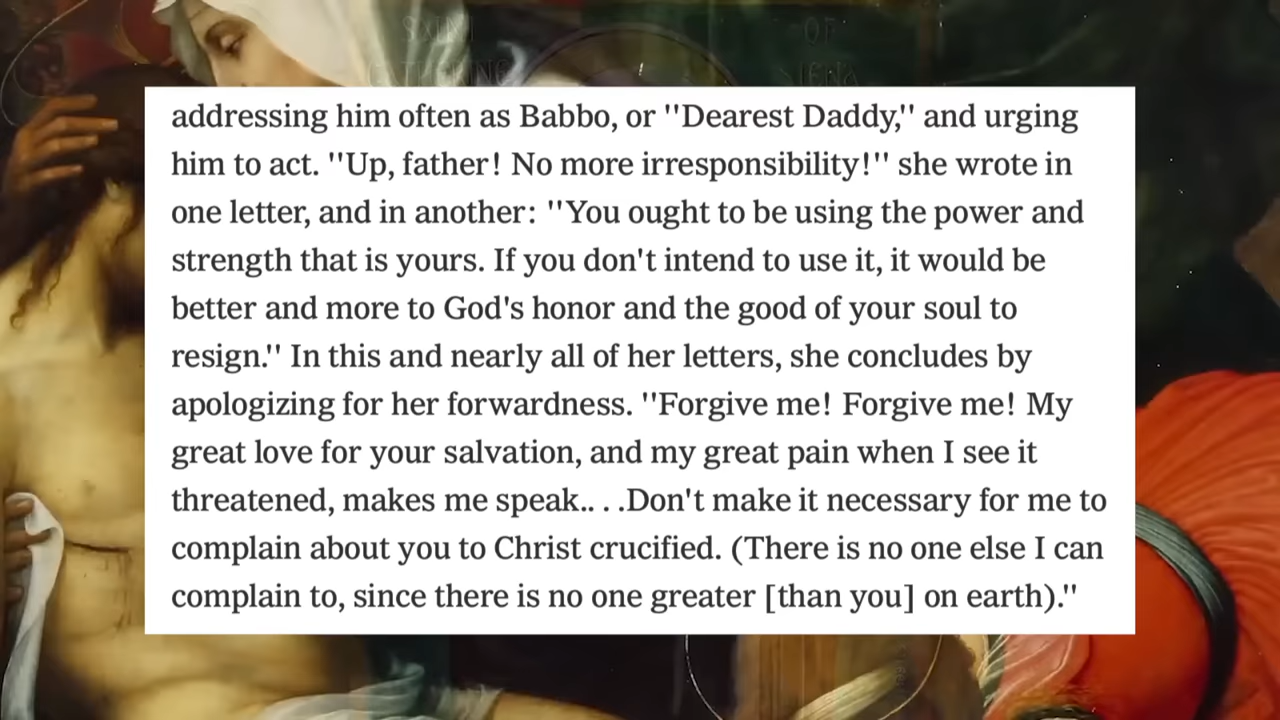 SAINT OF
CATHERINE SIENA
addressing him often as Babbo, or ''Dearest Daddy,'' and urging
him to act. ''Up, father! No more irresponsibility!'' she wrote in
one letter, and in another: ''You ought to be using the power and
strength that is yours. If you don't intend to use it, it would be
better and more to God's honor and the good of your soul to
resign.'' In this and nearly all of her letters, she concludes by
apologizing for her forwardness. ''Forgive me! Forgive me! My
great love for your salvation, and my great pain when I see it
threatened, makes me speak.. . .Don't make it necessary for me to
complain about you to Christ crucified. (There is no one else I can
complain to, since there is no one greater [than you] on earth).''